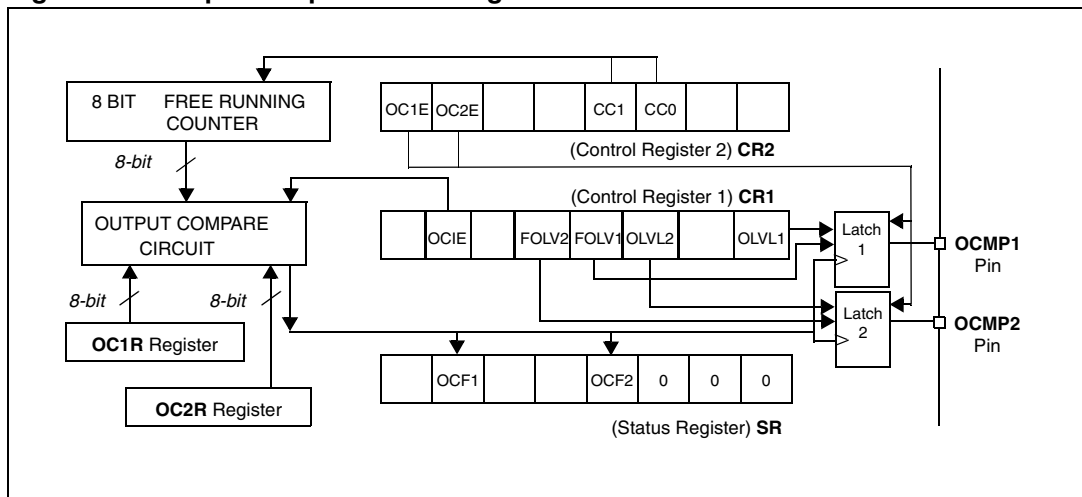 8 BIT FREE RUNNING
COUNTER
8-bit
OC1E OC2E CC1 CC0
(Control Register 2) CR2
(Control Register 1) CR1
OUTPUT COMPARE
CIRCUIT
OCIE FOLV2 FOLV1 OLVL2 OLVL1
Latch
1
OCMP1
Pin
8-bit 8-bit
Latch
2
OCMP2
Pin
OC1R Register
OCF1 OCF2 0 0 0
OC2R Register
(Status Register) SR